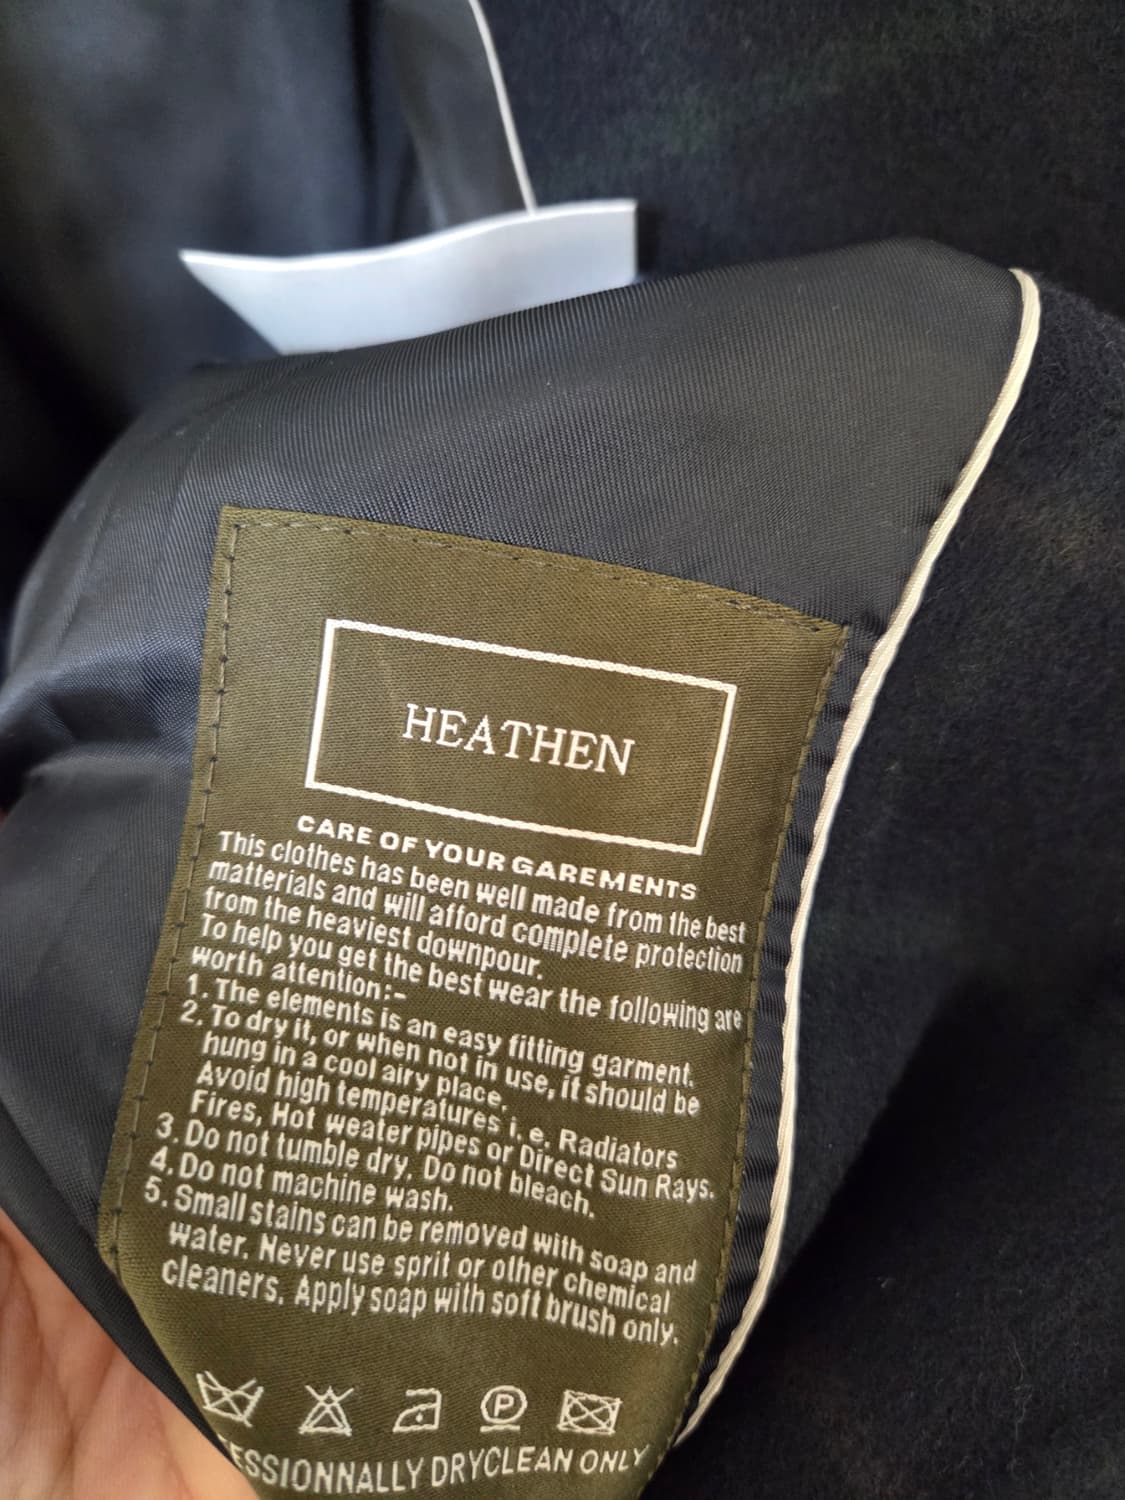 HEATHEN
CARE OF YOUR GAREMENTS
This clothes has been well made from the best
matterials and will afford complete protection
from the heaviest downpour.
To help you get the best wear the following are
worth attention:-
1. The elements is an easy fitting garment.
2. To dry it, or when not in use, it should be
hung in a cool airy place.
Avoid high temperatures i. e. Radiators
Fires, Hot weater pipes or Direct Sun Rays.
3. Do not tumble dry. Do not bleach.
4. Do not machine wash.
5. Small stains can be removed with soap and
water. Never use sprit or other chemical
cleaners. Apply soap with soft brush only.
P
ESSIONNALLY DRYCLEAN ONLY